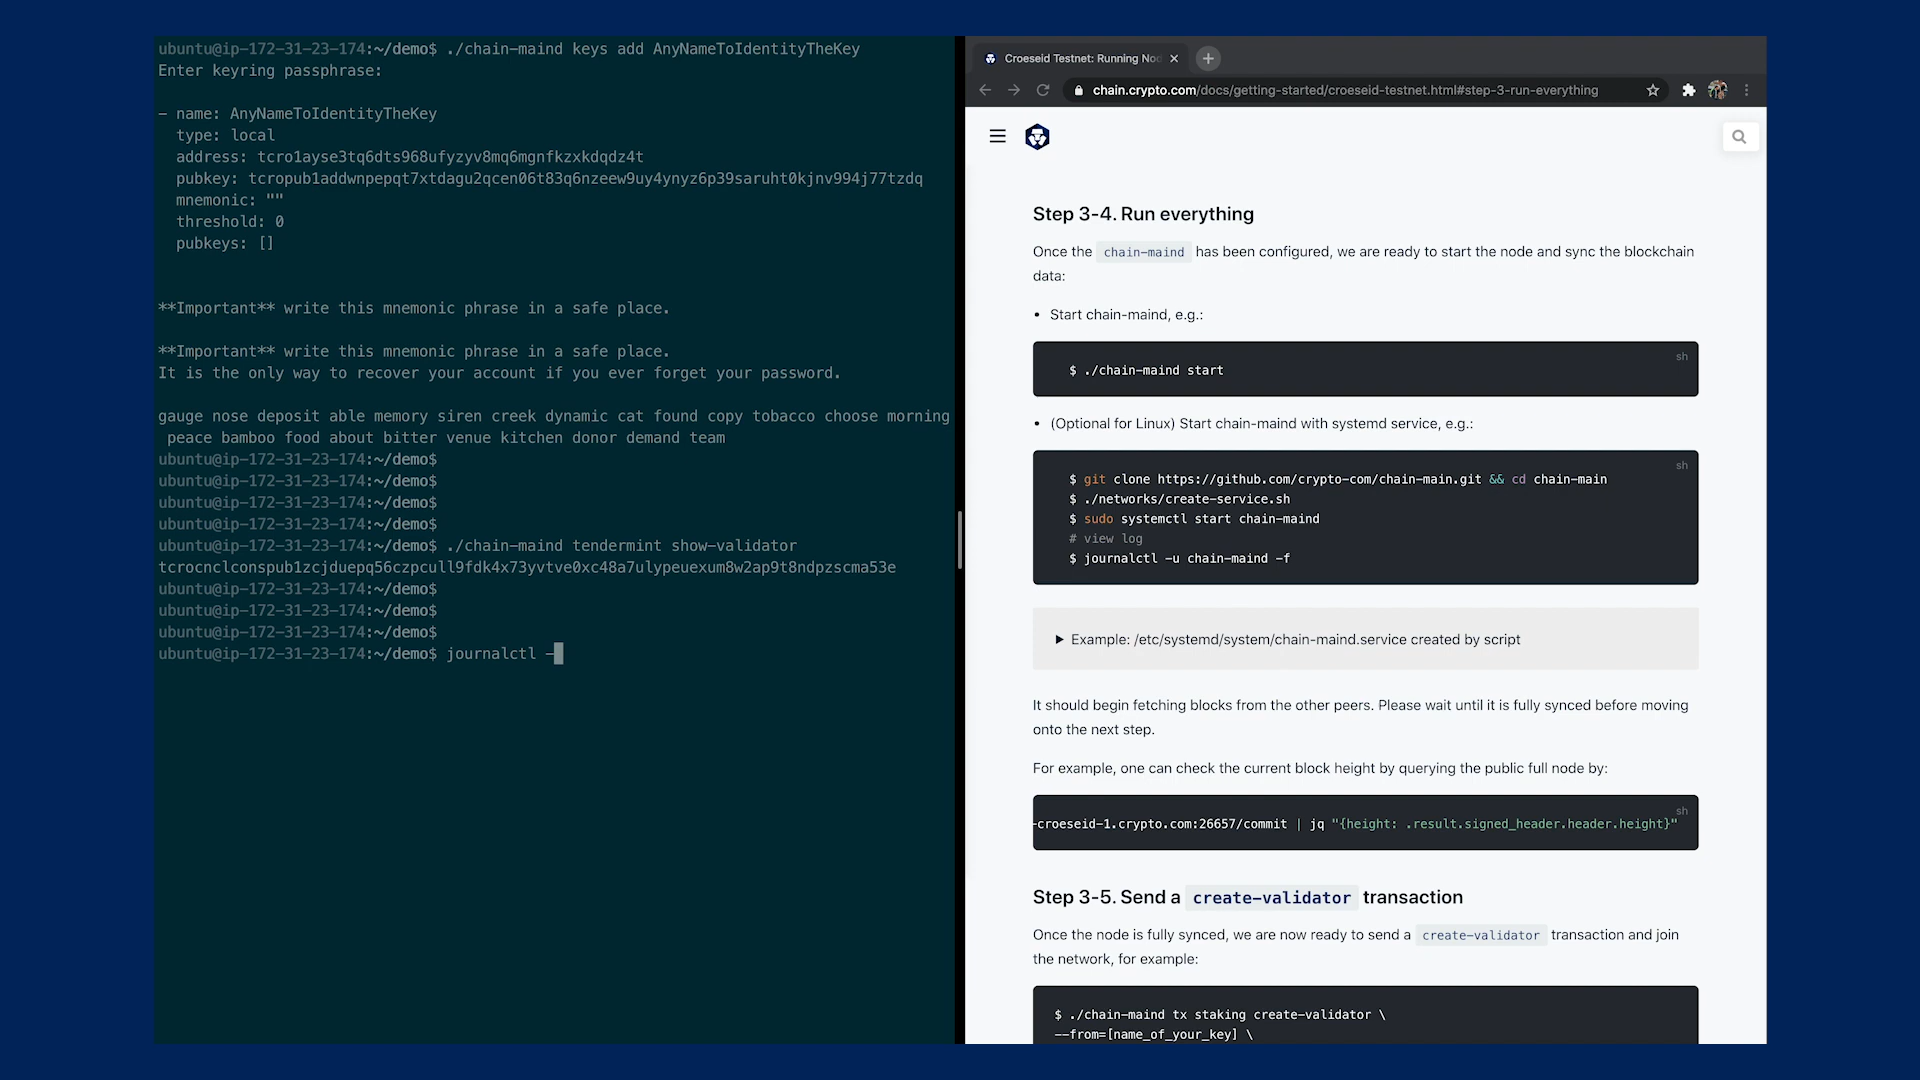 ubuntu@ip-172-31-23-174:~/demo$ ./chain-maind keys add AnyNameToIdentityTheKey
Enter keyring passphrase:
- name: AnyNameToIdentityTheKey
type: local
address: tcro1ayse3tq6dts968ufyzyv8mq6mgnfkzxkdqdz4t
pubkey: tcropub1addwnpepqt7xtdagu2qcen06t83q6nzeew9uy4ynyz6p39saruht0kjnv994j77tzdq
mnemonic: ""
threshold: 0
pubkeys: []
**Important** write this mnemonic phrase in a safe place.
**Important** write this mnemonic phrase in a safe place.
It is the only way to recover your account if you ever forget your password.
gauge nose deposit able memory siren creek dynamic cat found copy tobacco choose morning
peace bamboo food about bitter venue kitchen donor demand team
ubuntu@ip-172-31-23-174:~/demo$
ubuntu@ip-172-31-23-174:~/demo$
ubuntu@ip-172-31-23-174:~/demo$
ubuntu@ip-172-31-23-174:~/demo$
ubuntu@ip-172-31-23-174:~/demo$ ./chain-maind tendermint show-validator
tcrocnclconspub1zcjduepq56czpcull9fdk4x73yvtve0xc48a7ulypeuexum8w2ap9t8ndpzscma53e
ubuntu@ip-172-31-23-174:~/demo$
ubuntu@ip-172-31-23-174:~/demo$
ubuntu@ip-172-31-23-174:~/demo$
ubuntu@ip-172-31-23-174:~/demo$ journalctl -
Croeseid Testnet: Running Noc
chain.crypto.com/docs/getting-started/croeseid-testnet.html#step-3-run-everything
Step 3-4. Run everything
Once the chain-maind has been configured, we are ready to start the node and sync the blockchain
data:
• Start chain-maind, e.g.:
sh
$ ./chain-maind start
• (Optional for Linux) Start chain-maind with systemd service, e.g.:
sh
$ git clone https://github.com/crypto-com/chain-main.git && cd chain-main
$ ./networks/create-service.sh
$ sudo systemctl start chain-maind
# view log
$ journalctl -u chain-maind -f
▶ Example: /etc/systemd/system/chain-maind.service created by script
It should begin fetching blocks from the other peers. Please wait until it is fully synced before moving
onto the next step.
For example, one can check the current block height by querying the public full node by:
sh
-croeseid-1.crypto.com:26657/commit | jq "{height: .result.signed_header.header.height}"
Step 3-5. Send a create-validator transaction
Once the node is fully synced, we are now ready to send a create-validator transaction and join
the network, for example:
$ ./chain-maind tx staking create-validator \
--from=[name_of_your_key] \